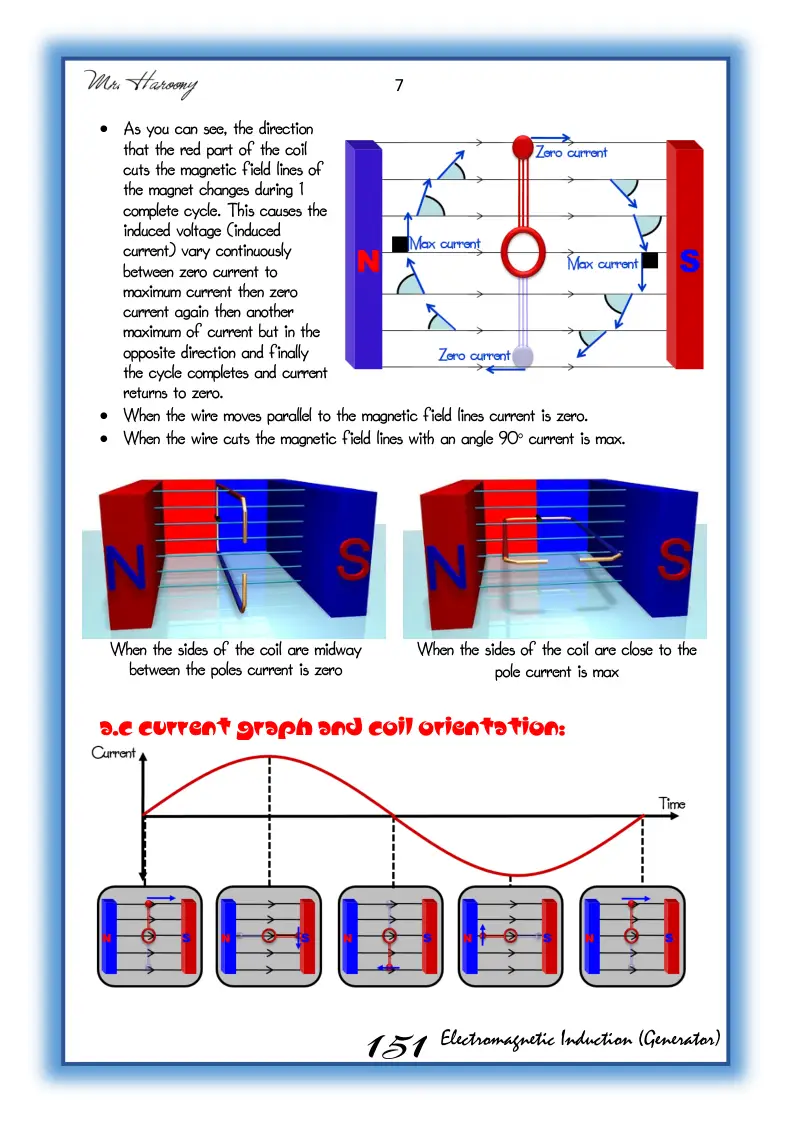 Mr. Haroony
7
• As you can see, the direction
that the red part of the coil
cuts the magnetic field lines of
the magnet changes during 1
complete cycle. This causes the
induced voltage (induced
current) vary continuously
between zero current to
maximum current then zero
current again then another
maximum of current but in the
opposite direction and finally
the cycle completes and current
returns to zero.
Zero current
Max current
Max current
N
S
Zero current
• When the wire moves parallel to the magnetic field lines current is zero.
• When the wire cuts the magnetic field lines with an angle 90° current is max.
N
S
N
S
When the sides of the coil are midway
between the poles current is zero
When the sides of the coil are close to the
pole current is max
a.c current graph and coil orientation:
Current
Time
N
S
N
S
N
S
N
S
N
S
151
Electromagnetic Induction (Generator)